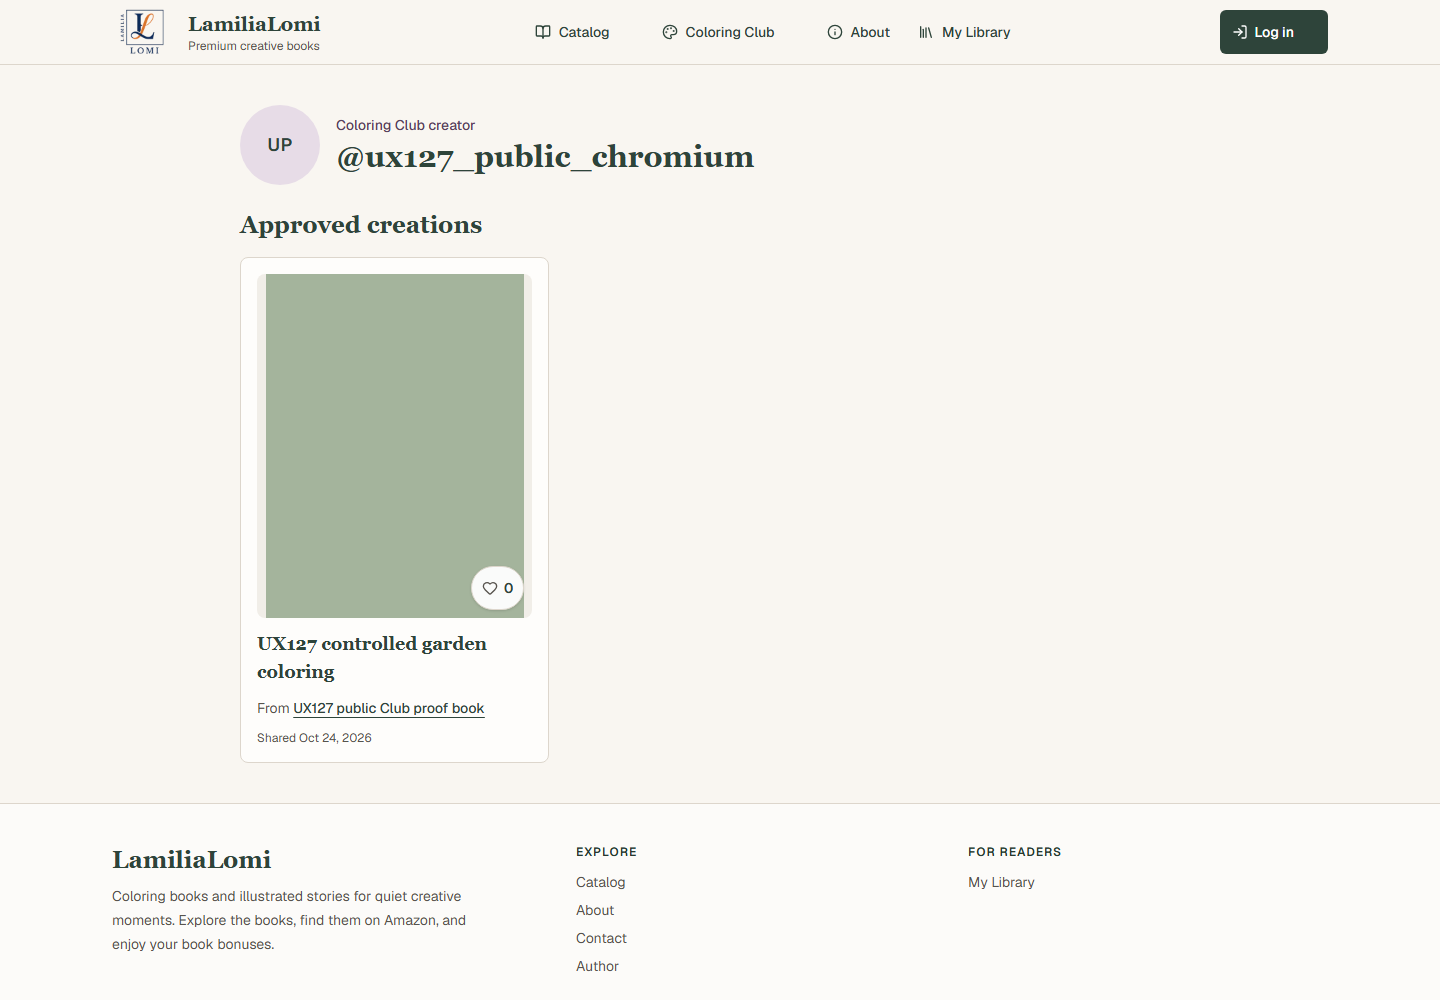 LAMILIA
L
LOMI
LamiliaLomi
Premium creative books
Catalog
Coloring Club
About
My Library
Log in
UP
Coloring Club creator
@ux127_public_chromium
Approved creations
0
UX127 controlled garden
coloring
From UX127 public Club proof book
Shared Oct 24, 2026
LamiliaLomi
Coloring books and illustrated stories for quiet creative
moments. Explore the books, find them on Amazon, and
enjoy your book bonuses.
EXPLORE
Catalog
About
Contact
Author
FOR READERS
My Library